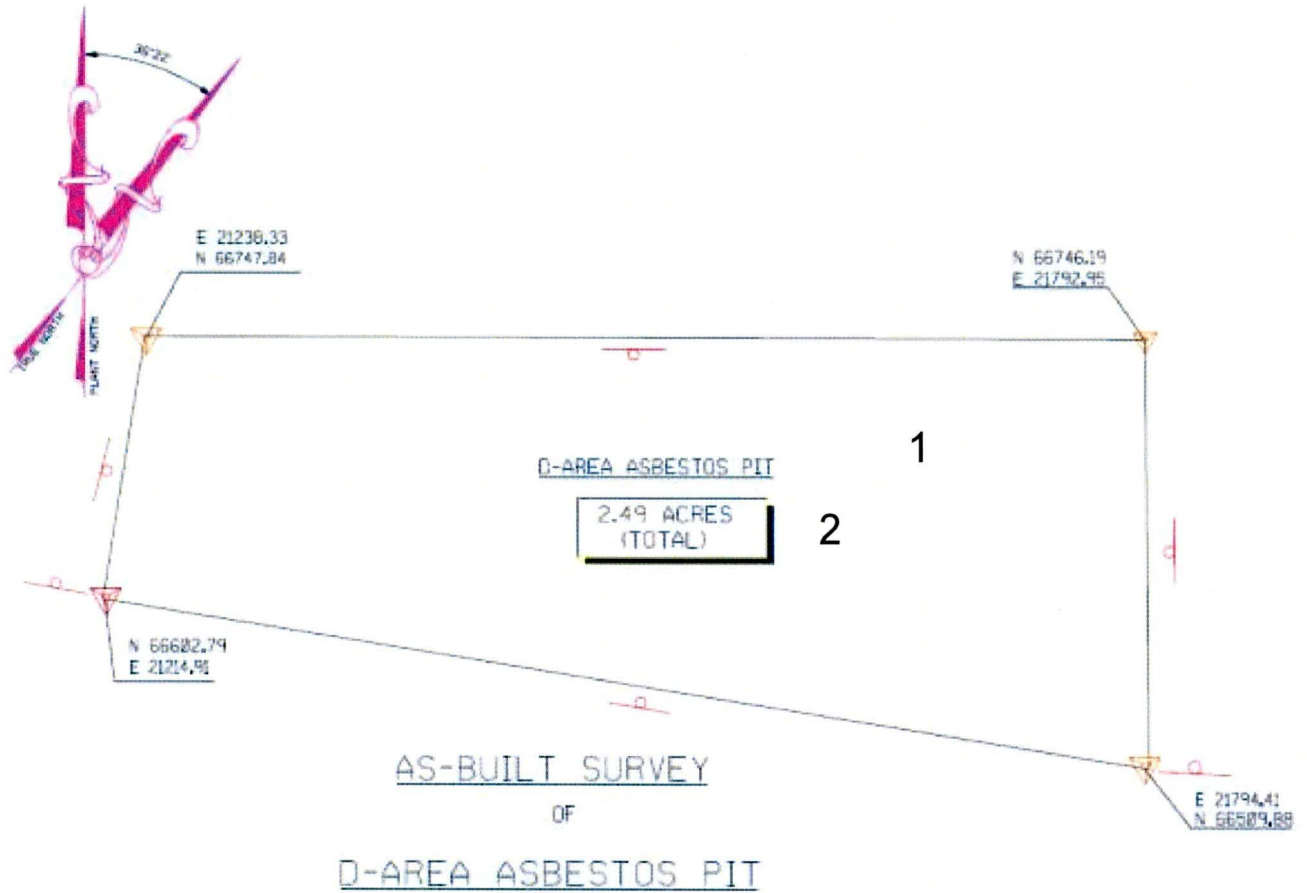 36°22'
TRUE NORTH
PLANT NORTH
E 21238.33
N 66747.84
N 66746.19
E 21792.95
1
D-AREA ASBESTOS PIT
2.49 ACRES
(TOTAL)
2
N 66602.79
E 21214.91
AS-BUILT SURVEY
OF
D-AREA ASBESTOS PIT
E 21794.41
N 66509.88